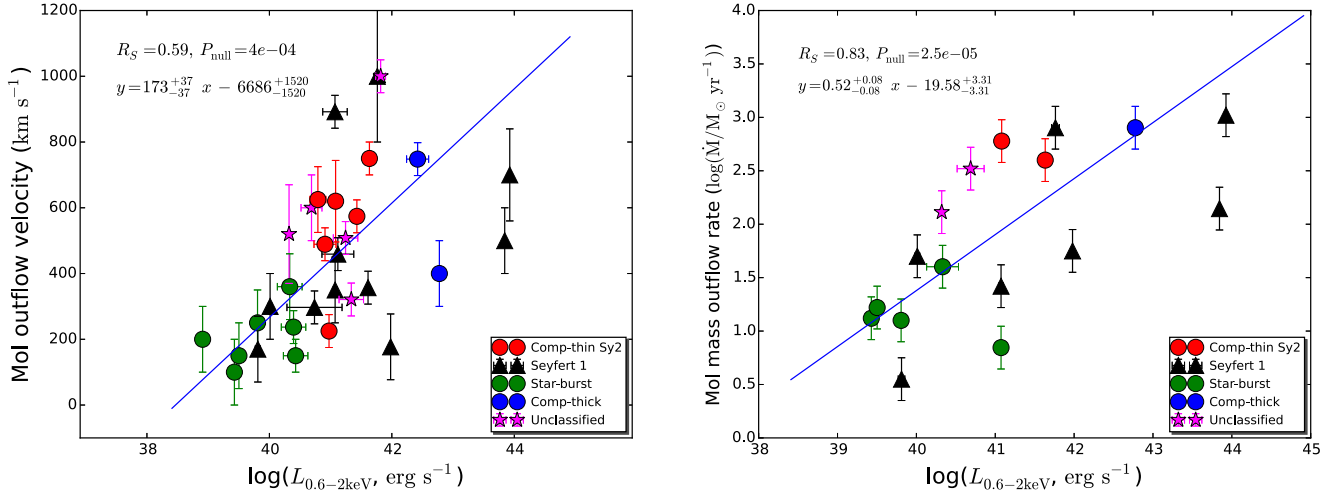 1200
1000
800
600
400
200
0
Mol outflow velocity (km s⁻¹)
R_S =0.59, P_null =4e−04
y=173⁺³⁷₋₃₇ x − 6686⁺¹⁵²⁰₋₁₅₂₀
Comp-thin Sy2
Seyfert 1
Star-burst
Comp-thick
Unclassified
38 40 42 44
log(L_0.6−2keV, erg s⁻¹)
4.0
3.5
3.0
2.5
2.0
1.5
1.0
0.5
0.0
Mol mass outflow rate (log(Ṁ/M_⊙ yr⁻¹))
R_S =0.83, P_null =2.5e−05
y=0.52⁺⁰·⁰⁸₋₀.₀₈ x − 19.58⁺³·³¹₋₃.₃₁
Comp-thin Sy2
Seyfert 1
Star-burst
Comp-thick
Unclassified
38 39 40 41 42 43 44 45
log(L_0.6−2keV, erg s⁻¹)